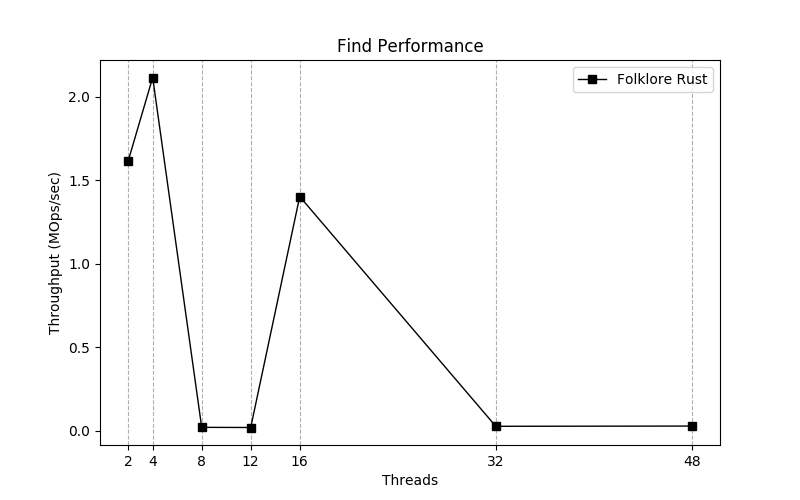 Find Performance
Folklore Rust
Throughput (MOps/sec)
2.0
1.5
1.0
0.5
0.0
2 4 8 12 16 32 48
Threads